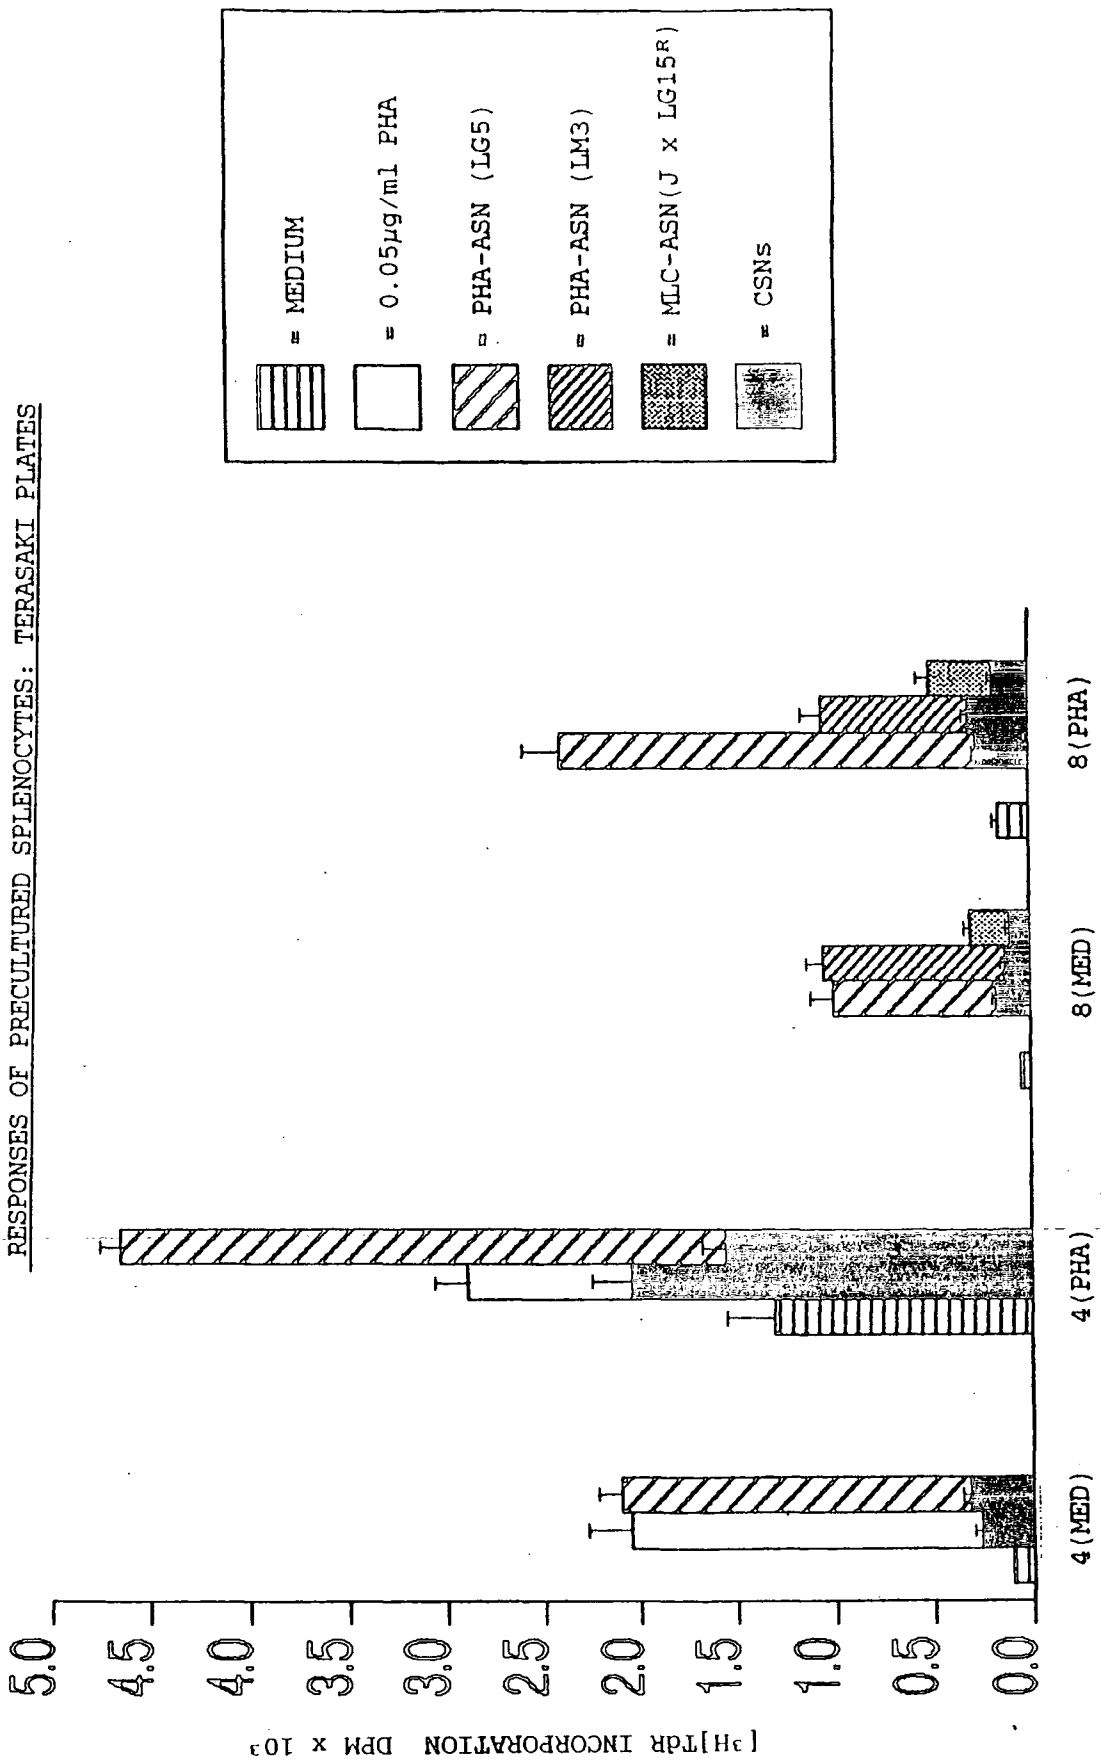 RESPONSES OF PRECULTURED SPLENOCYTES: TERASAKI PLATES
[³H]TdR INCORPORATION DPM x 10³
5.0
4.5
4.0
3.5
3.0
2.5
2.0
1.5
1.0
0.5
0.0
4(MED)
4(PHA)
8(MED)
8(PHA)
= MEDIUM
= 0.05µg/ml PHA
= PHA-ASN (LG5)
= PHA-ASN (LM3)
= MLC-ASN(J x LG15ᴿ)
= CSNs